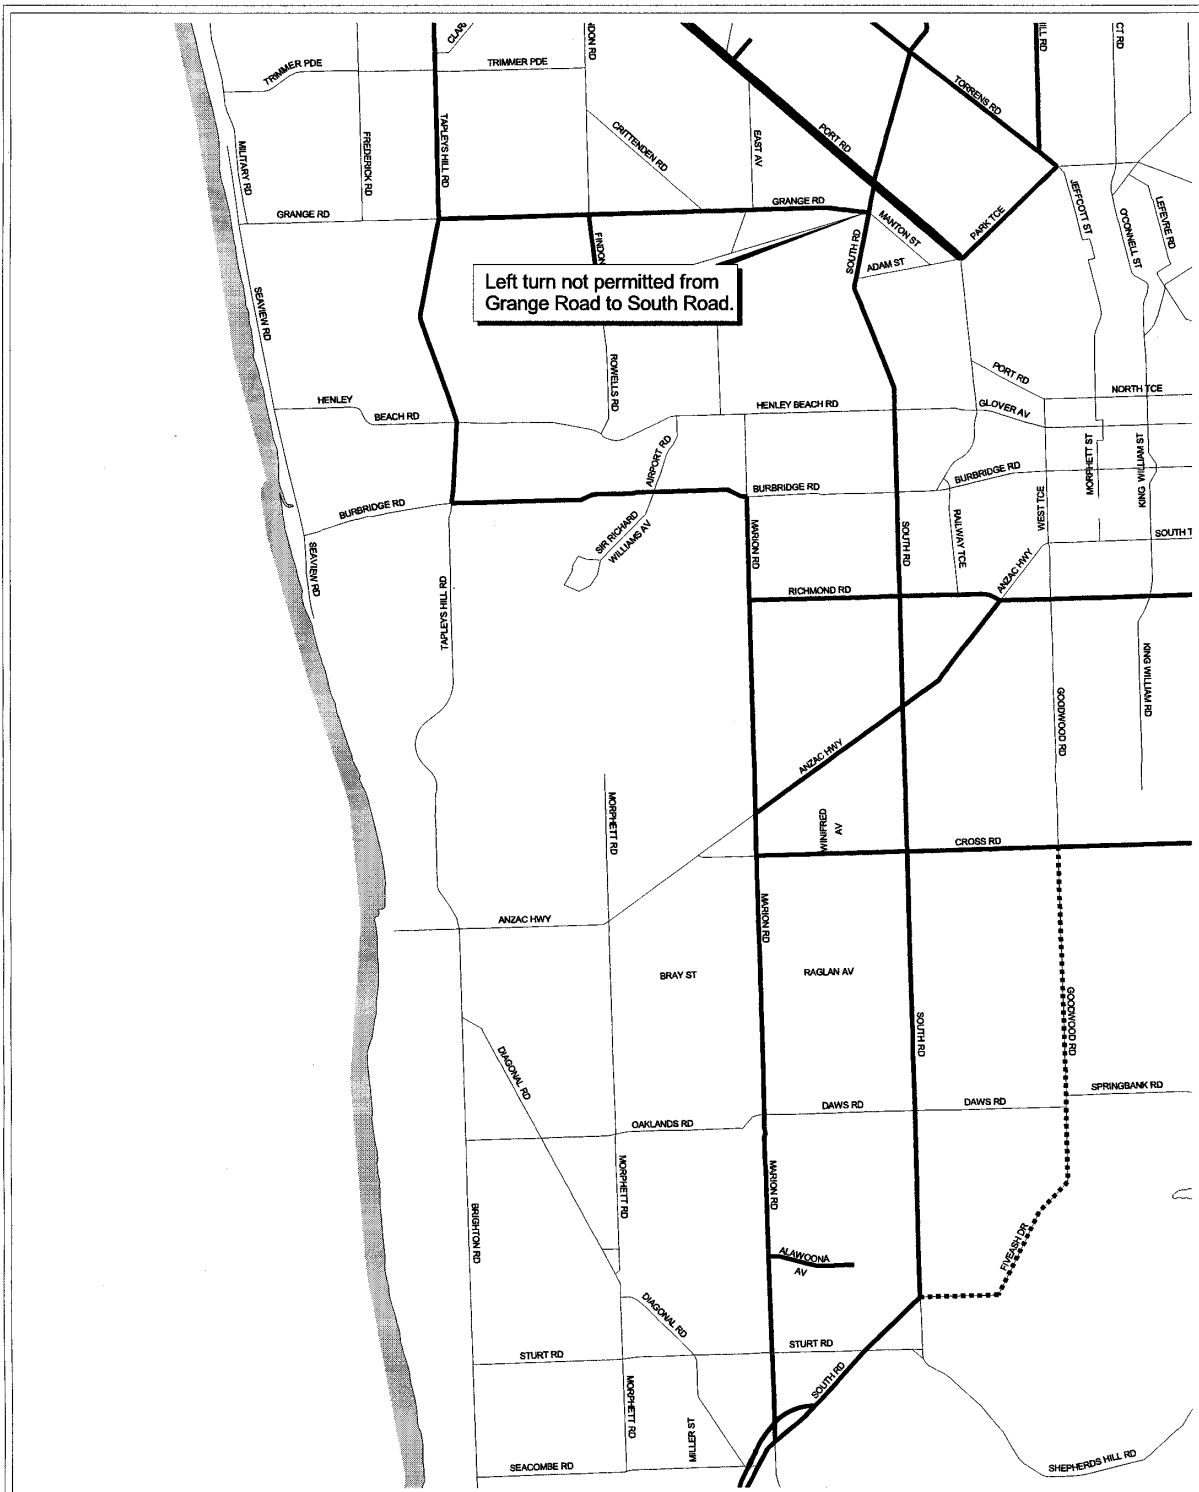 CLAR
NDON RD
HILL RD
CT RD
TRIMMER PDE
TRIMMER PDE
TORRENS RD
MILITARY RD
FREDERICK RD
TAPLEYS HILL RD
CRITTENDEN RD
EAST AV
PORT RD
GRANGE RD
GRANGE RD
FINDON
SOUTH RD
MANTON ST
ADAM ST
PARK TCE
JEFFCOTT ST
O'CONNELL ST
LEFEVRE RD
Left turn not permitted from
Grange Road to South Road.
SEAVIEW RD
ROWELLS RD
PORT RD
NORTH TCE
HENLEY
BEACH RD
HENLEY BEACH RD
GLOVER AV
AIRPORT RD
MORPHETT ST
KING WILLIAM ST
BURBRIDGE RD
BURBRIDGE RD
BURBRIDGE RD
WEST TCE
SIR RICHARD
WILLIAMS AV
MARION RD
SOUTH RD
RAILWAY TCE
SOUTH T
SEAVIEW RD
TAPLEYS HILL RD
RICHMOND RD
ANZAC HWY
KING WILLIAM RD
GOODWOOD RD
ANZAC HWY
MORPHETT RD
WINIFRED
AV
CROSS RD
ANZAC HWY
MARION RD
BRAY ST
RAGLAN AV
SOUTH RD
GOODWOOD RD
DIAGONAL RD
SPRINGBANK RD
OAKLANDS RD
DAWS RD
DAWS RD
MORPHETT RD
MARION RD
BRIGHTON RD
ALAWOONA
AV
FIVEASH DR
DIAGONAL RD
STURT RD
STURT RD
SOUTH RD
MORPHETT RD
MILLER ST
SEACOMBE RD
SHEPHERDS HILL RD